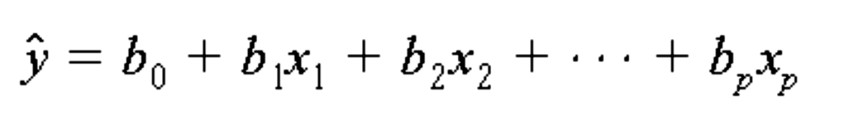 ŷ = b₀ + b₁x₁ + b₂x₂ + · · · + bₚxₚ